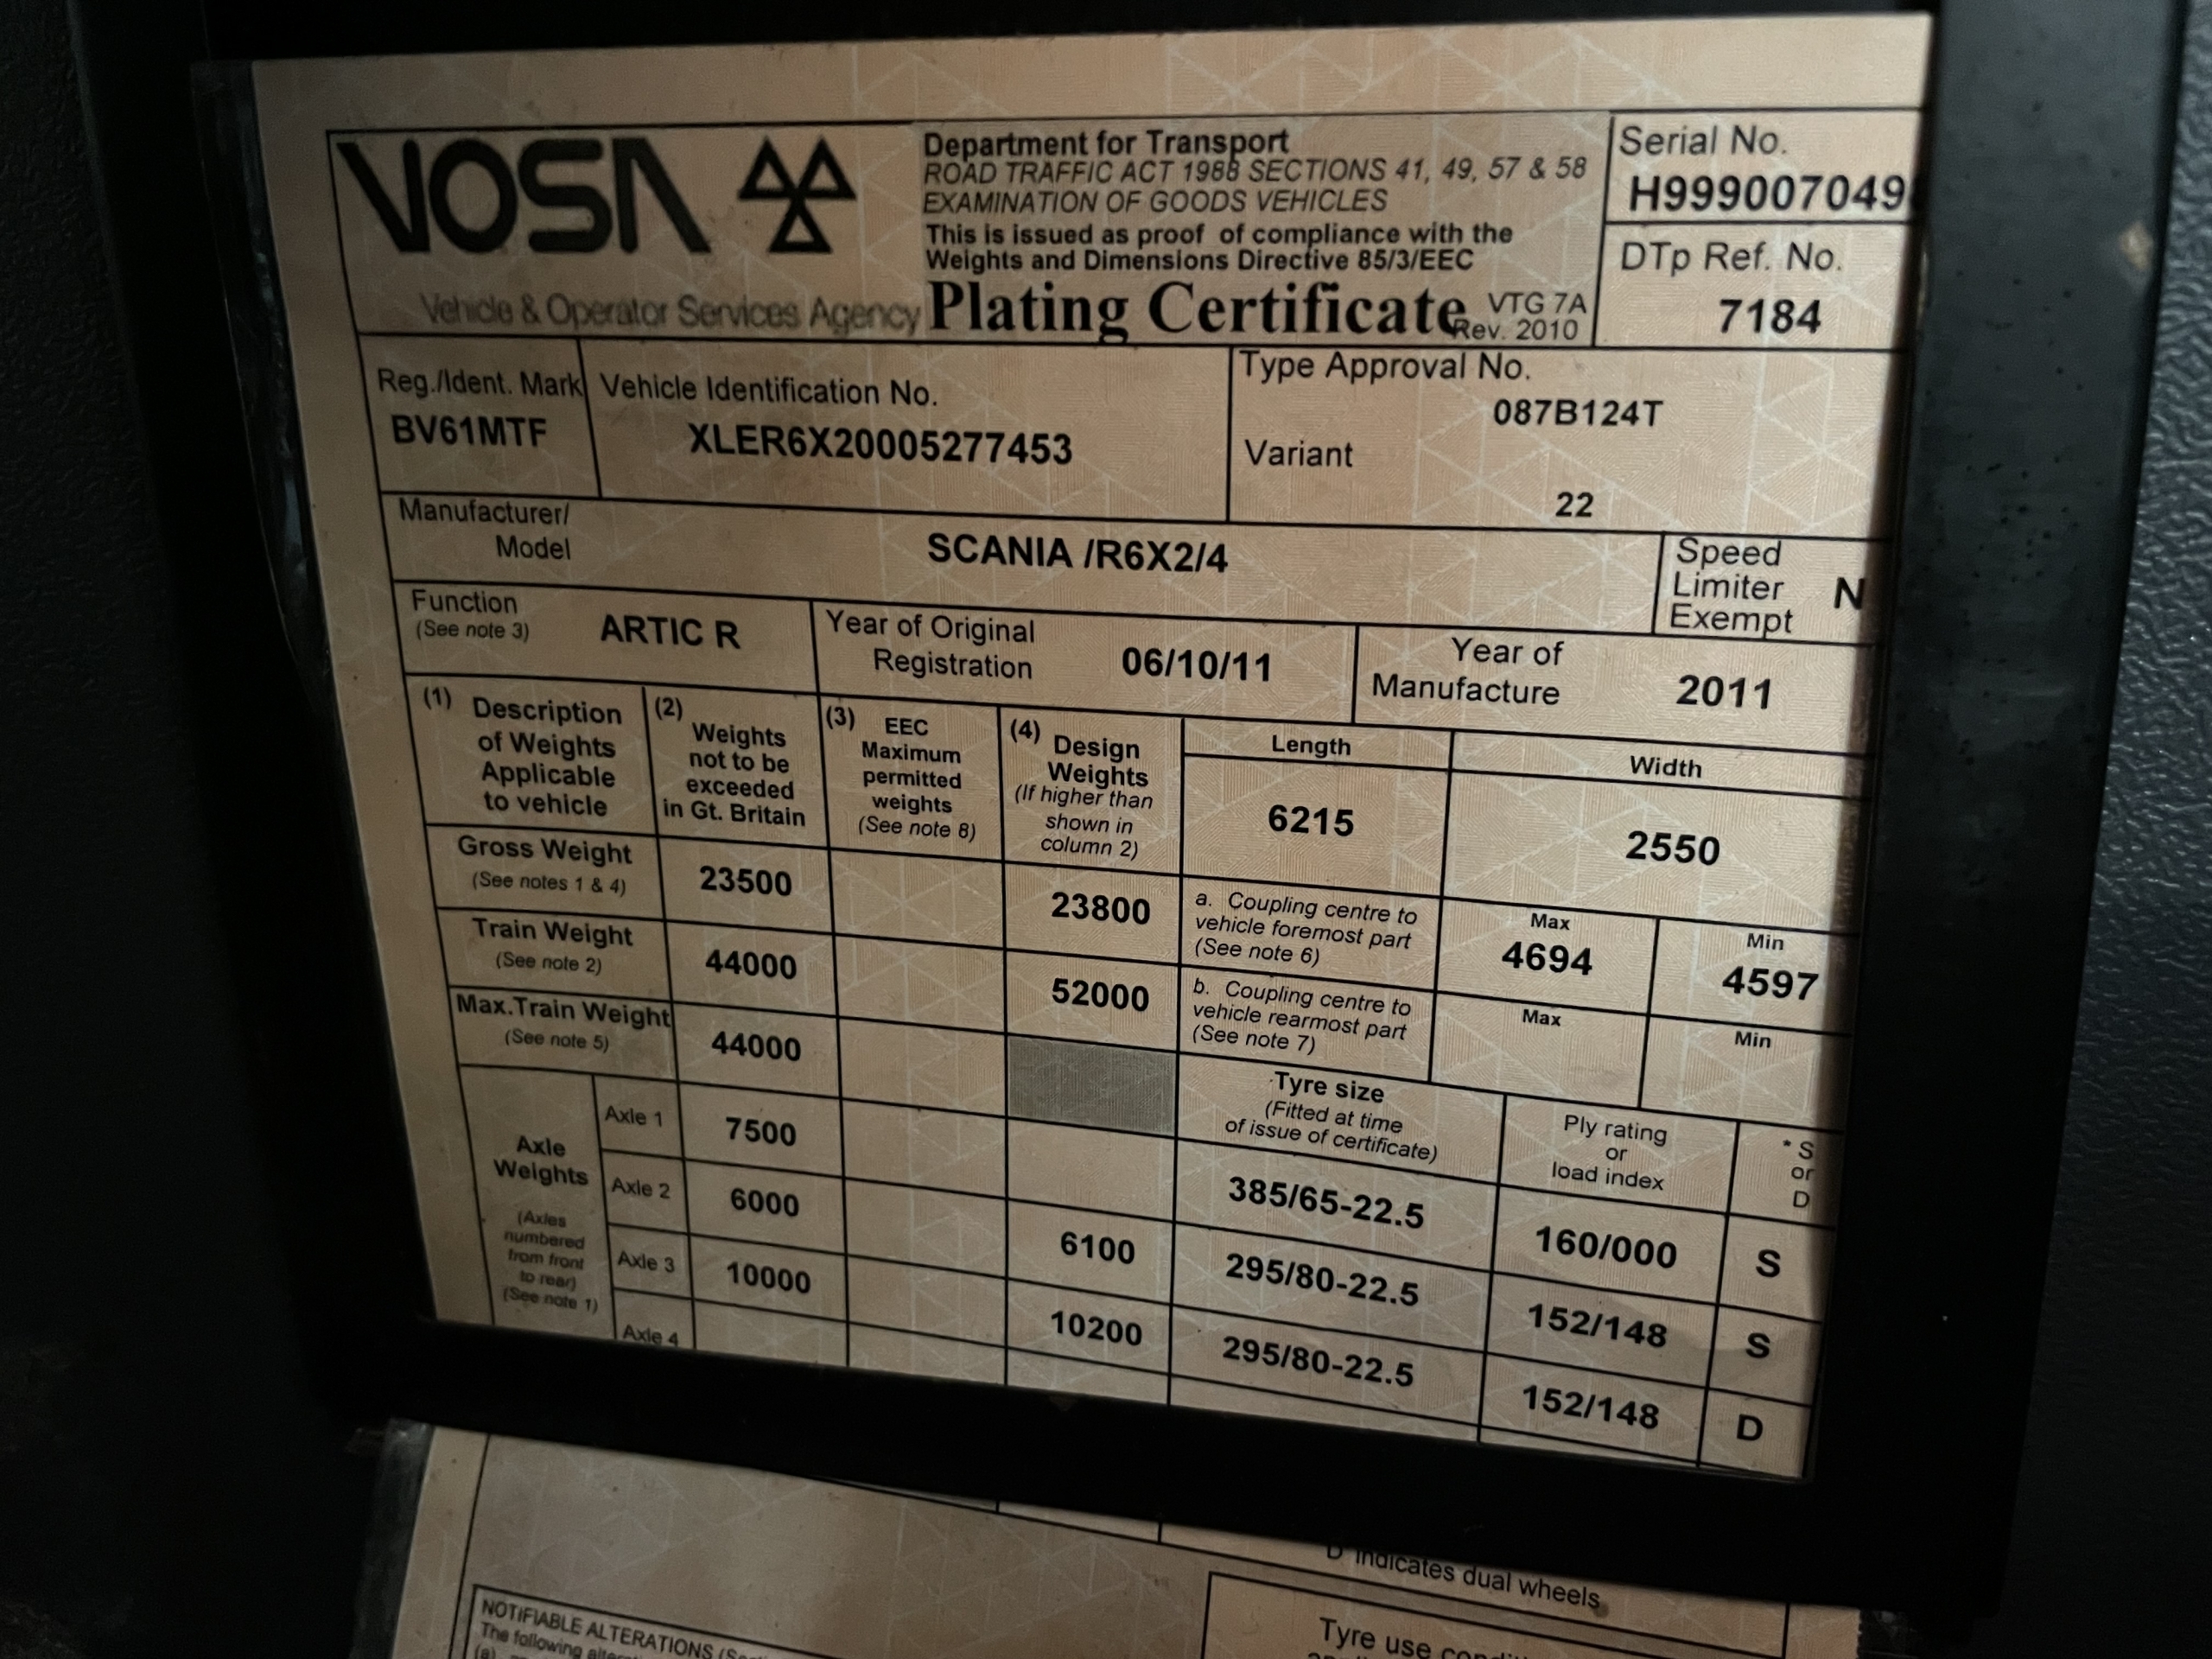 VOSA
Vehicle & Operator Services Agency
Department for Transport
ROAD TRAFFIC ACT 1988 SECTIONS 41, 49, 57 & 58
EXAMINATION OF GOODS VEHICLES
This is issued as proof of compliance with the
Weights and Dimensions Directive 85/3/EEC
Plating Certificate
VTG 7A
Rev. 2010
Serial No.
H999007049
DTp Ref. No.
7184
Reg./Ident. Mark
BV61MTF
Vehicle Identification No.
XLER6X20005277453
Type Approval No.
087B124T
Variant
22
Manufacturer/
Model
SCANIA /R6X2/4
Speed
Limiter
Exempt
N
Function
(See note 3)
ARTIC R
Year of Original
Registration
06/10/11
Year of
Manufacture
2011
(1) Description
of Weights
Applicable
to vehicle
(2)
Weights
not to be
exceeded
in Gt. Britain
(3) EEC
Maximum
permitted
weights
(See note 8)
(4) Design
Weights
(If higher than
shown in
column 2)
Length
6215
Width
2550
Gross Weight
(See notes 1 & 4)
23500
23800
a. Coupling centre to
vehicle foremost part
(See note 6)
Max
4694
Min
4597
Train Weight
(See note 2)
44000
52000
b. Coupling centre to
vehicle rearmost part
(See note 7)
Max
Min
Max.Train Weight
(See note 5)
44000
Tyre size
(Fitted at time
of issue of certificate)
Ply rating
or
load index
* S
or
D
Axle
Weights
(Axles
numbered
from front
to rear)
(See note 1)
Axle 1
7500
385/65-22.5
160/000
S
Axle 2
6000
6100
295/80-22.5
152/148
S
Axle 3
10000
10200
295/80-22.5
152/148
D
Axle 4
D indicates dual wheels
NOTIFIABLE ALTERATIONS
The following
(a)
Tyre use